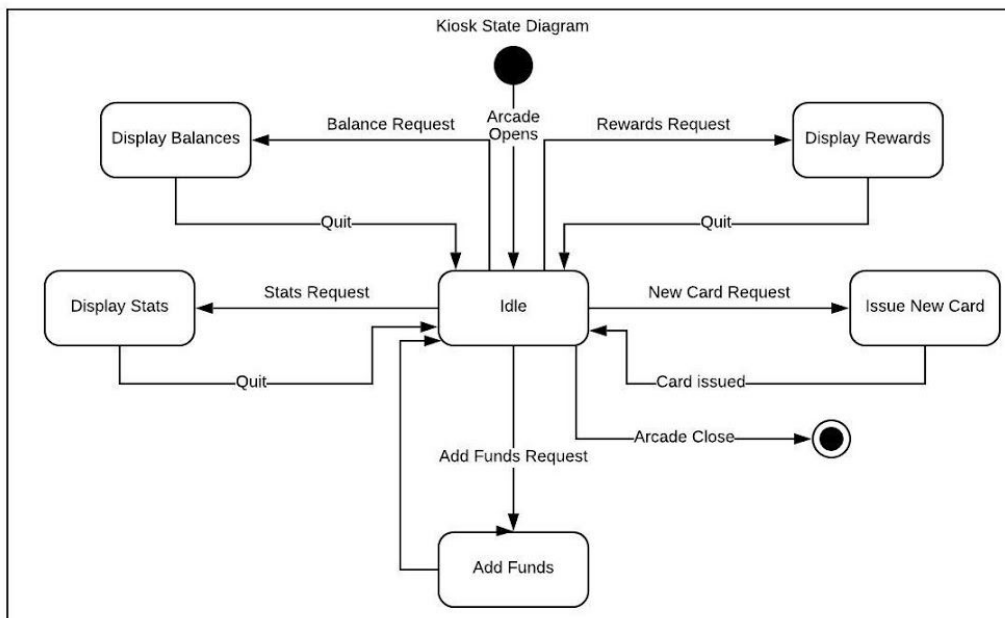 Kiosk State Diagram
Arcade
Opens
Balance Request
Rewards Request
Display Balances
Display Rewards
Quit
Quit
Stats Request
New Card Request
Display Stats
Idle
Issue New Card
Quit
Card issued
Arcade Close
Add Funds Request
Add Funds